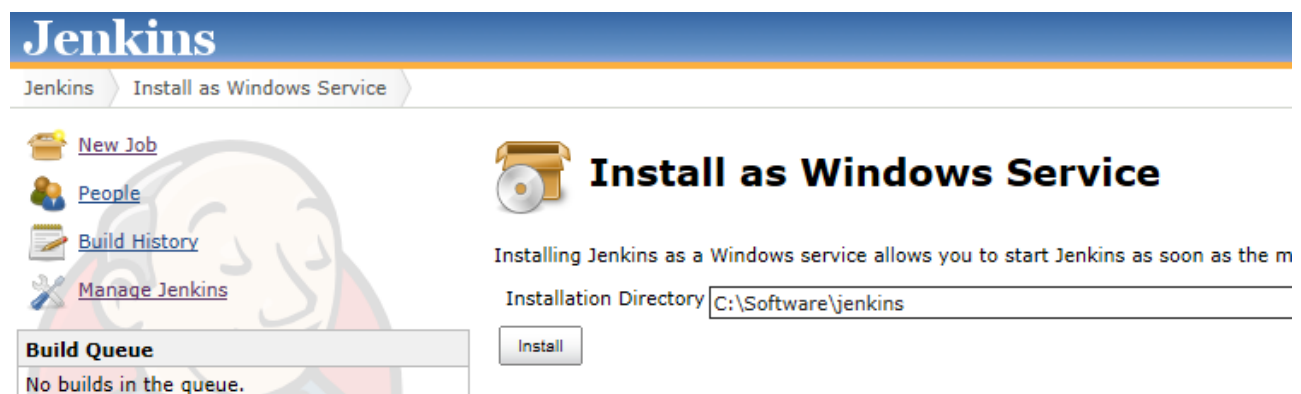 Jenkins
Jenkins Install as Windows Service
New Job
People
Build History
Manage Jenkins
Build Queue
No builds in the queue.
Install as Windows Service
Installing Jenkins as a Windows service allows you to start Jenkins as soon as the m
Installation Directory C:\Software\jenkins
Install